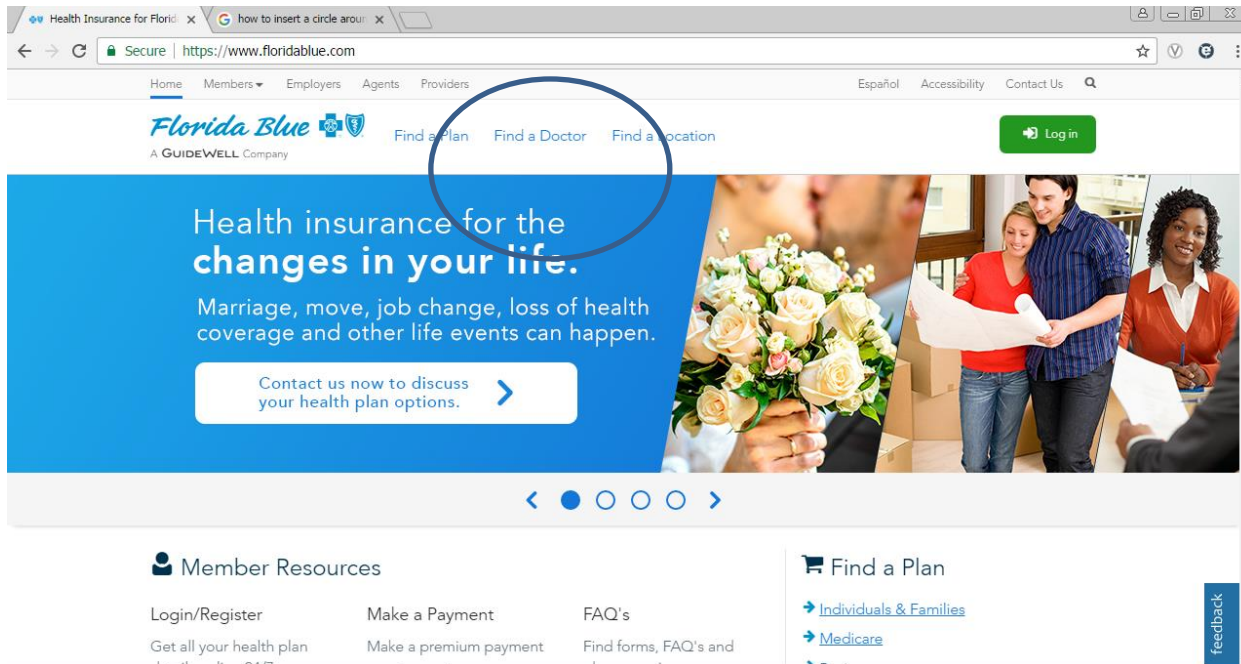 Health Insurance for Florid
how to insert a circle aroun
Secure | https://www.floridablue.com
Home Members Employers Agents Providers Español Accessibility Contact Us
Florida Blue
A GUIDEWELL Company
Find a Plan Find a Doctor Find a Location
Log in
Health insurance for the
changes in your life.
Marriage, move, job change, loss of health
coverage and other life events can happen.
Contact us now to discuss
your health plan options.
Member Resources
Login/Register
Get all your health plan
Make a Payment
Make a premium payment
FAQ's
Find forms, FAQ's and
Find a Plan
Individuals & Families
Medicare
feedback